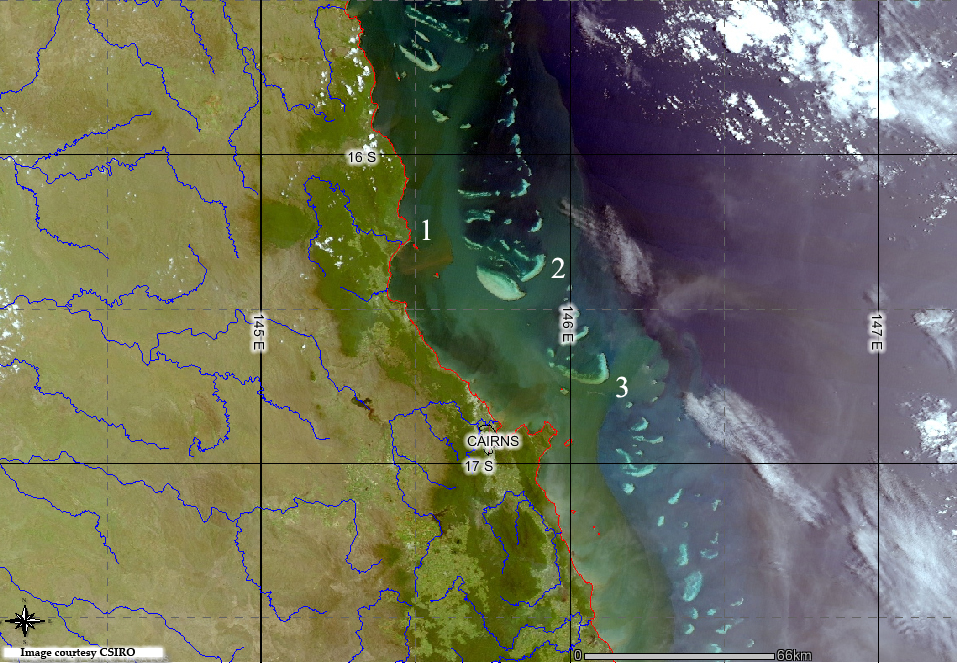 16 S
1
2
145 E
146 E
147 E
3
CAIRNS
17 S
N
Image courtesy CSIRO
0 66km